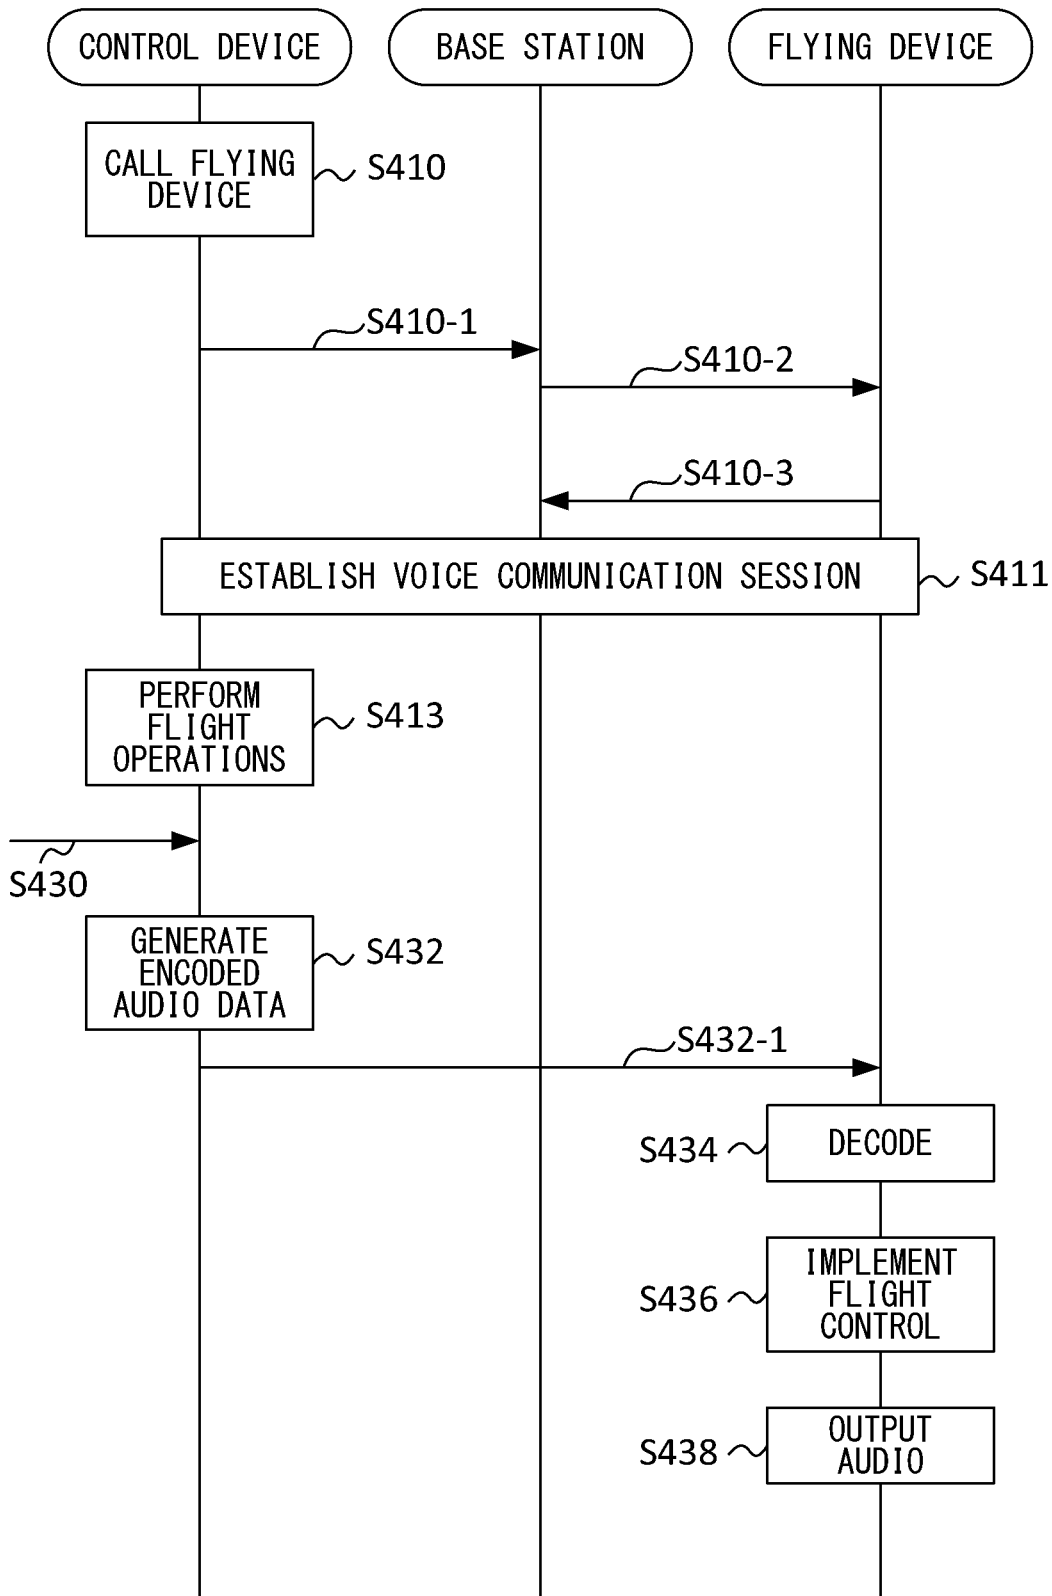 CONTROL DEVICE
BASE STATION
FLYING DEVICE
CALL FLYING
DEVICE
S410
S410-1
S410-2
S410-3
ESTABLISH VOICE COMMUNICATION SESSION
S411
PERFORM
FLIGHT
OPERATIONS
S413
S430
GENERATE
ENCODED
AUDIO DATA
S432
S432-1
S434
DECODE
S436
IMPLEMENT
FLIGHT
CONTROL
S438
OUTPUT
AUDIO